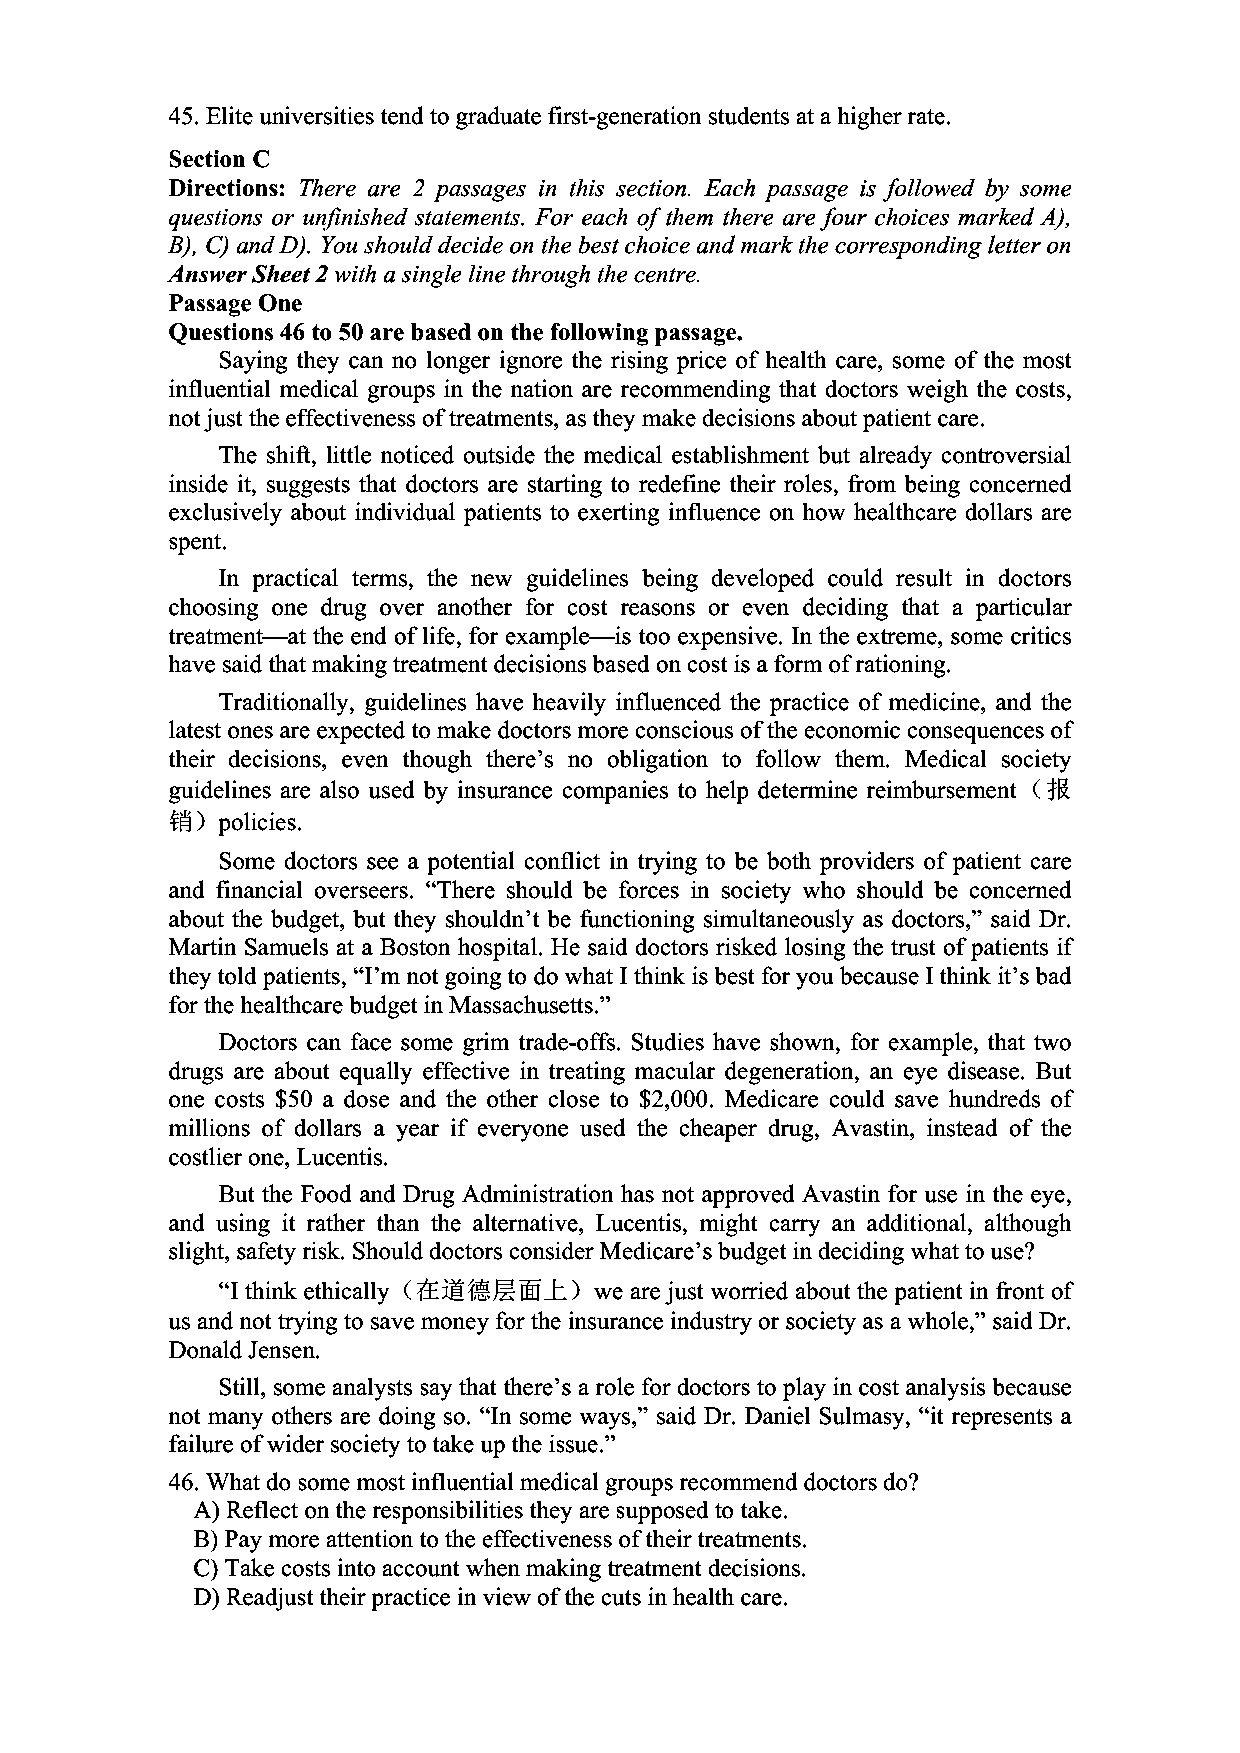 45. Elite universities tend to graduate first-generation students at a higher rate.
Section C
Directions: There are 2 passages in this section. Each passage is followed by some
questions or unfinished statements. For each of them there are four choices marked A),
B), C) and D). You should decide on the best choice and mark the corresponding letter on
Answer Sheet 2 with a single line through the centre.
Passage One
Questions 46 to 50 are based on the following passage.
Saying they can no longer ignore the rising price of health care, some of the most
influential medical groups in the nation are recommending that doctors weigh the costs,
not just the effectiveness of treatments, as they make decisions about patient care.
The shift, little noticed outside the medical establishment but already controversial
inside it, suggests that doctors are starting to redefine their roles, from being concerned
exclusively about individual patients to exerting influence on how healthcare dollars are
spent.
In practical terms, the new guidelines being developed could result in doctors
choosing one drug over another for cost reasons or even deciding that a particular
treatment—at the end of life, for example—is too expensive. In the extreme, some critics
have said that making treatment decisions based on cost is a form of rationing.
Traditionally, guidelines have heavily influenced the practice of medicine, and the
latest ones are expected to make doctors more conscious of the economic consequences of
their decisions, even though there’s no obligation to follow them. Medical society
guidelines are also used by insurance companies to help determine reimbursement（报
销）policies.
Some doctors see a potential conflict in trying to be both providers of patient care
and financial overseers. “There should be forces in society who should be concerned
about the budget, but they shouldn’t be functioning simultaneously as doctors,” said Dr.
Martin Samuels at a Boston hospital. He said doctors risked losing the trust of patients if
they told patients, “I’m not going to do what I think is best for you because I think it’s bad
for the healthcare budget in Massachusetts.”
Doctors can face some grim trade-offs. Studies have shown, for example, that two
drugs are about equally effective in treating macular degeneration, an eye disease. But
one costs $50 a dose and the other close to $2,000. Medicare could save hundreds of
millions of dollars a year if everyone used the cheaper drug, Avastin, instead of the
costlier one, Lucentis.
But the Food and Drug Administration has not approved Avastin for use in the eye,
and using it rather than the alternative, Lucentis, might carry an additional, although
slight, safety risk. Should doctors consider Medicare’s budget in deciding what to use?
“I think ethically（在道德层面上）we are just worried about the patient in front of
us and not trying to save money for the insurance industry or society as a whole,” said Dr.
Donald Jensen.
Still, some analysts say that there’s a role for doctors to play in cost analysis because
not many others are doing so. “In some ways,” said Dr. Daniel Sulmasy, “it represents a
failure of wider society to take up the issue.”
46. What do some most influential medical groups recommend doctors do?
A) Reflect on the responsibilities they are supposed to take.
B) Pay more attention to the effectiveness of their treatments.
C) Take costs into account when making treatment decisions.
D) Readjust their practice in view of the cuts in health care.